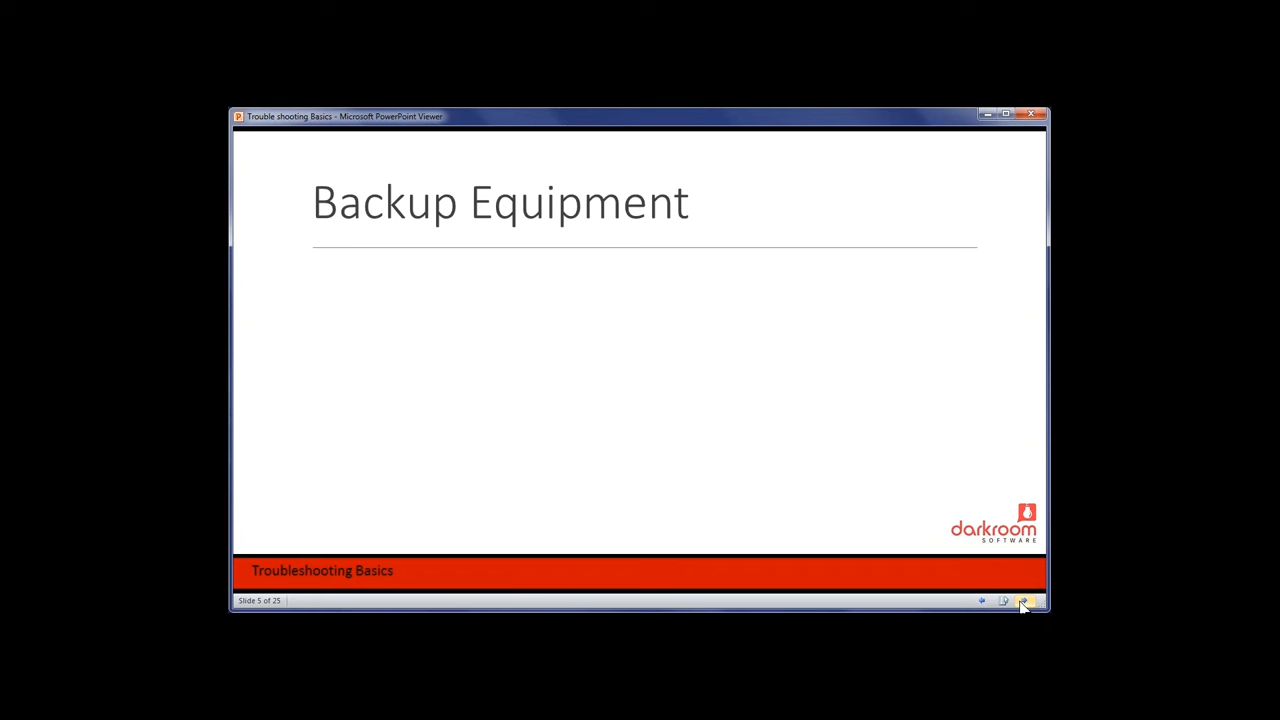 Trouble shooting Basics - Microsoft PowerPoint Viewer
Backup Equipment
darkroom
SOFTWARE
Troubleshooting Basics
Slide 5 of 25